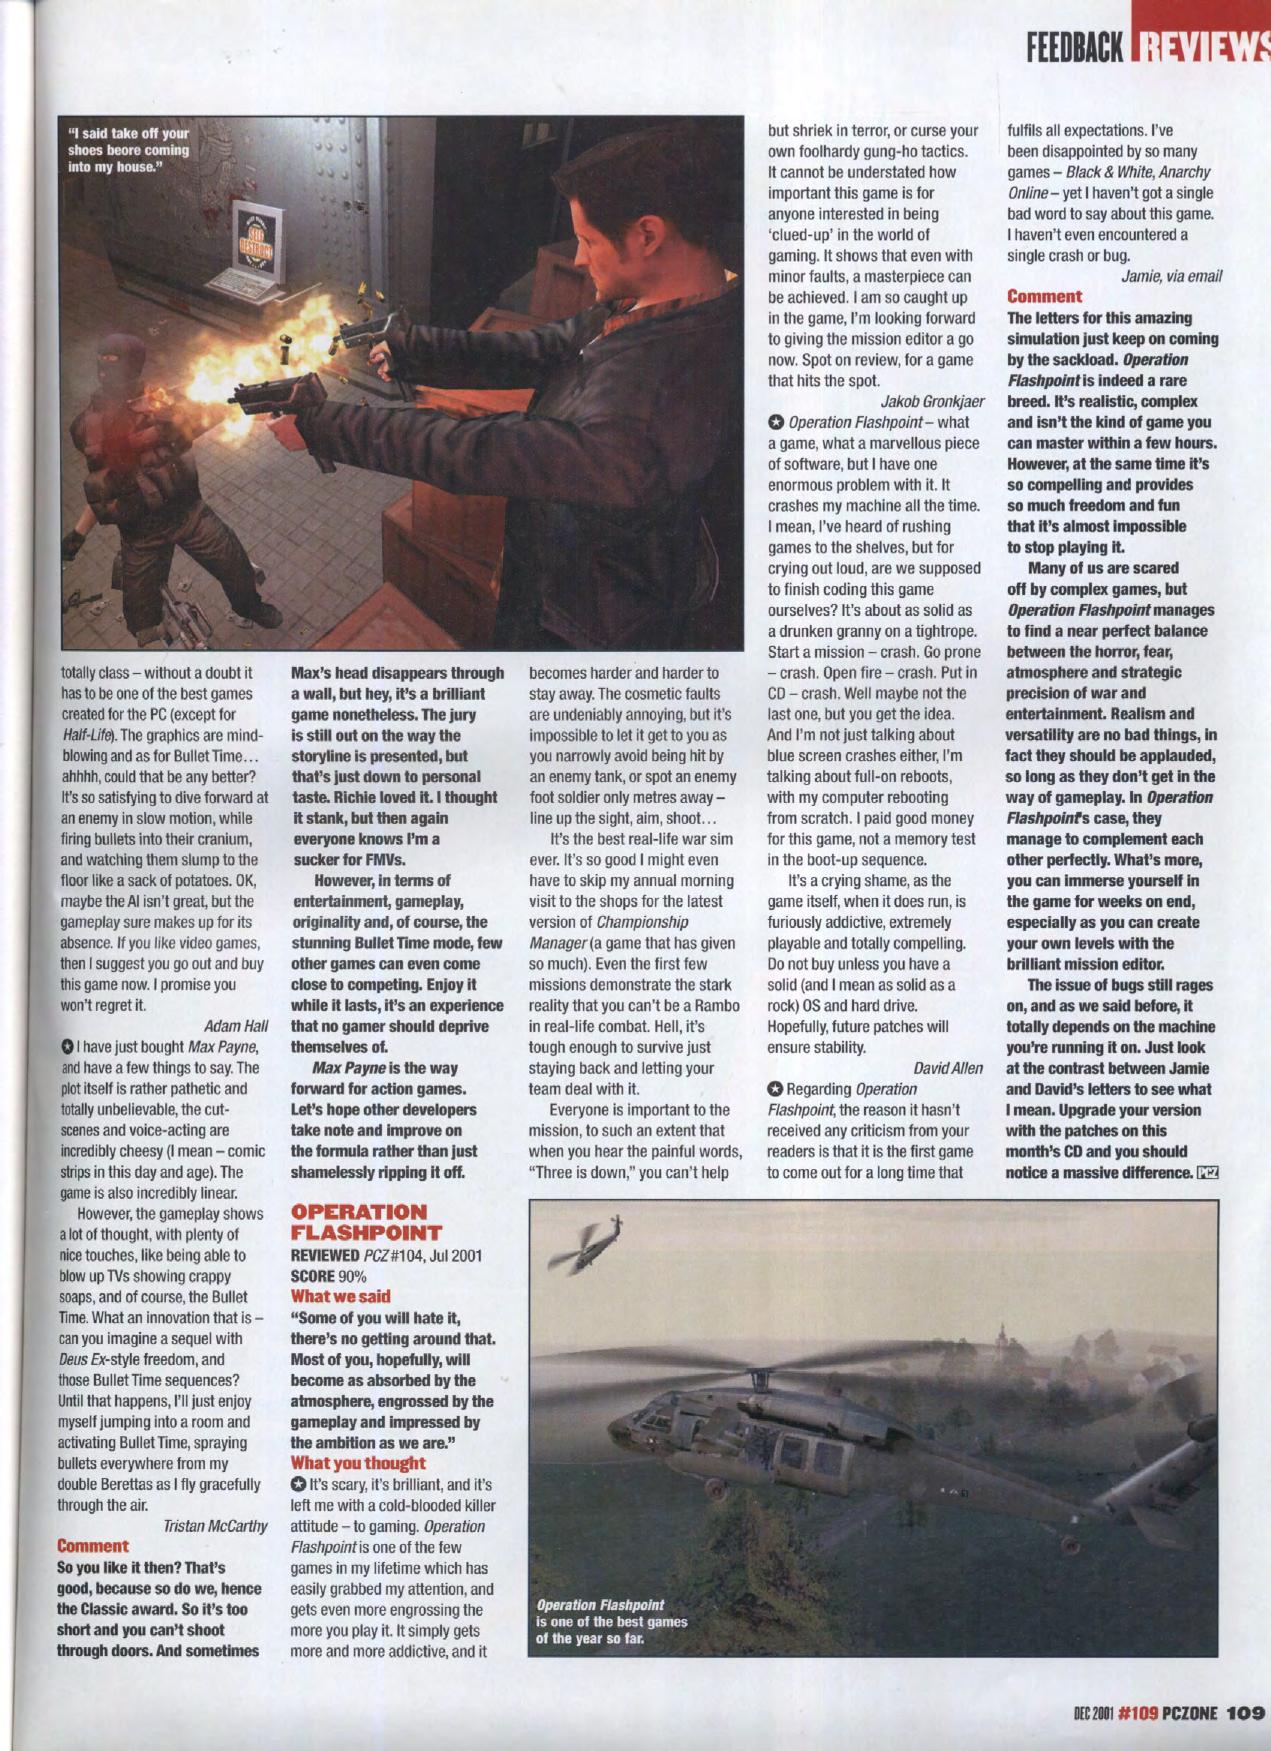 FEEDBACK REVIEWS
"I said take off your
shoes beore coming
into my house."
SELF
DESTRUCT
totally class – without a doubt it
has to be one of the best games
created for the PC (except for
Half-Life). The graphics are mind-
blowing and as for Bullet Time...
ahhhh, could that be any better?
It's so satisfying to dive forward at
an enemy in slow motion, while
firing bullets into their cranium,
and watching them slump to the
floor like a sack of potatoes. OK,
maybe the AI isn't great, but the
gameplay sure makes up for its
absence. If you like video games,
then I suggest you go out and buy
this game now. I promise you
won't regret it.
Adam Hall
I have just bought Max Payne,
and have a few things to say. The
plot itself is rather pathetic and
totally unbelievable, the cut-
scenes and voice-acting are
incredibly cheesy (I mean – comic
strips in this day and age). The
game is also incredibly linear.
However, the gameplay shows
a lot of thought, with plenty of
nice touches, like being able to
blow up TVs showing crappy
soaps, and of course, the Bullet
Time. What an innovation that is –
can you imagine a sequel with
Deus Ex-style freedom, and
those Bullet Time sequences?
Until that happens, I'll just enjoy
myself jumping into a room and
activating Bullet Time, spraying
bullets everywhere from my
double Berettas as I fly gracefully
through the air.
Tristan McCarthy
Comment
So you like it then? That's
good, because so do we, hence
the Classic award. So it's too
short and you can't shoot
through doors. And sometimes
Max's head disappears through
a wall, but hey, it's a brilliant
game nonetheless. The jury
is still out on the way the
storyline is presented, but
that's just down to personal
taste. Richie loved it. I thought
it stank, but then again
everyone knows I'm a
sucker for FMVs.
However, in terms of
entertainment, gameplay,
originality and, of course, the
stunning Bullet Time mode, few
other games can even come
close to competing. Enjoy it
while it lasts, it's an experience
that no gamer should deprive
themselves of.
Max Payne is the way
forward for action games.
Let's hope other developers
take note and improve on
the formula rather than just
shamelessly ripping it off.
OPERATION
FLASHPOINT
REVIEWED PCZ #104, Jul 2001
SCORE 90%
What we said
"Some of you will hate it,
there's no getting around that.
Most of you, hopefully, will
become as absorbed by the
atmosphere, engrossed by the
gameplay and impressed by
the ambition as we are."
What you thought
It's scary, it's brilliant, and it's
left me with a cold-blooded killer
attitude – to gaming. Operation
Flashpoint is one of the few
games in my lifetime which has
easily grabbed my attention, and
gets even more engrossing the
more you play it. It simply gets
more and more addictive, and it
becomes harder and harder to
stay away. The cosmetic faults
are undeniably annoying, but it's
impossible to let it get to you as
you narrowly avoid being hit by
an enemy tank, or spot an enemy
foot soldier only metres away –
line up the sight, aim, shoot...
It's the best real-life war sim
ever. It's so good I might even
have to skip my annual morning
visit to the shops for the latest
version of Championship
Manager (a game that has given
so much). Even the first few
missions demonstrate the stark
reality that you can't be a Rambo
in real-life combat. Hell, it's
tough enough to survive just
staying back and letting your
team deal with it.
Everyone is important to the
mission, to such an extent that
when you hear the painful words,
"Three is down," you can't help
but shriek in terror, or curse your
own foolhardy gung-ho tactics.
It cannot be understated how
important this game is for
anyone interested in being
'clued-up' in the world of
gaming. It shows that even with
minor faults, a masterpiece can
be achieved. I am so caught up
in the game, I'm looking forward
to giving the mission editor a go
now. Spot on review, for a game
that hits the spot.
Jakob Gronkjaer
Operation Flashpoint – what
a game, what a marvellous piece
of software, but I have one
enormous problem with it. It
crashes my machine all the time.
I mean, I've heard of rushing
games to the shelves, but for
crying out loud, are we supposed
to finish coding this game
ourselves? It's about as solid as
a drunken granny on a tightrope.
Start a mission – crash. Go prone
– crash. Open fire – crash. Put in
CD – crash. Well maybe not the
last one, but you get the idea.
And I'm not just talking about
blue screen crashes either, I'm
talking about full-on reboots,
with my computer rebooting
from scratch. I paid good money
for this game, not a memory test
in the boot-up sequence.
It's a crying shame, as the
game itself, when it does run, is
furiously addictive, extremely
playable and totally compelling.
Do not buy unless you have a
solid (and I mean as solid as a
rock) OS and hard drive.
Hopefully, future patches will
ensure stability.
David Allen
Regarding Operation
Flashpoint, the reason it hasn't
received any criticism from your
readers is that it is the first game
to come out for a long time that
fulfils all expectations. I've
been disappointed by so many
games – Black & White, Anarchy
Online – yet I haven't got a single
bad word to say about this game.
I haven't even encountered a
single crash or bug.
Jamie, via email
Comment
The letters for this amazing
simulation just keep on coming
by the sackload. Operation
Flashpoint is indeed a rare
breed. It's realistic, complex
and isn't the kind of game you
can master within a few hours.
However, at the same time it's
so compelling and provides
so much freedom and fun
that it's almost impossible
to stop playing it.
Many of us are scared
off by complex games, but
Operation Flashpoint manages
to find a near perfect balance
between the horror, fear,
atmosphere and strategic
precision of war and
entertainment. Realism and
versatility are no bad things, in
fact they should be applauded,
so long as they don't get in the
way of gameplay. In Operation
Flashpoint's case, they
manage to complement each
other perfectly. What's more,
you can immerse yourself in
the game for weeks on end,
especially as you can create
your own levels with the
brilliant mission editor.
The issue of bugs still rages
on, and as we said before, it
totally depends on the machine
you're running it on. Just look
at the contrast between Jamie
and David's letters to see what
I mean. Upgrade your version
with the patches on this
month's CD and you should
notice a massive difference. PCZ
Operation Flashpoint
is one of the best games
of the year so far.
DEC 2001 #109 PCZONE 109